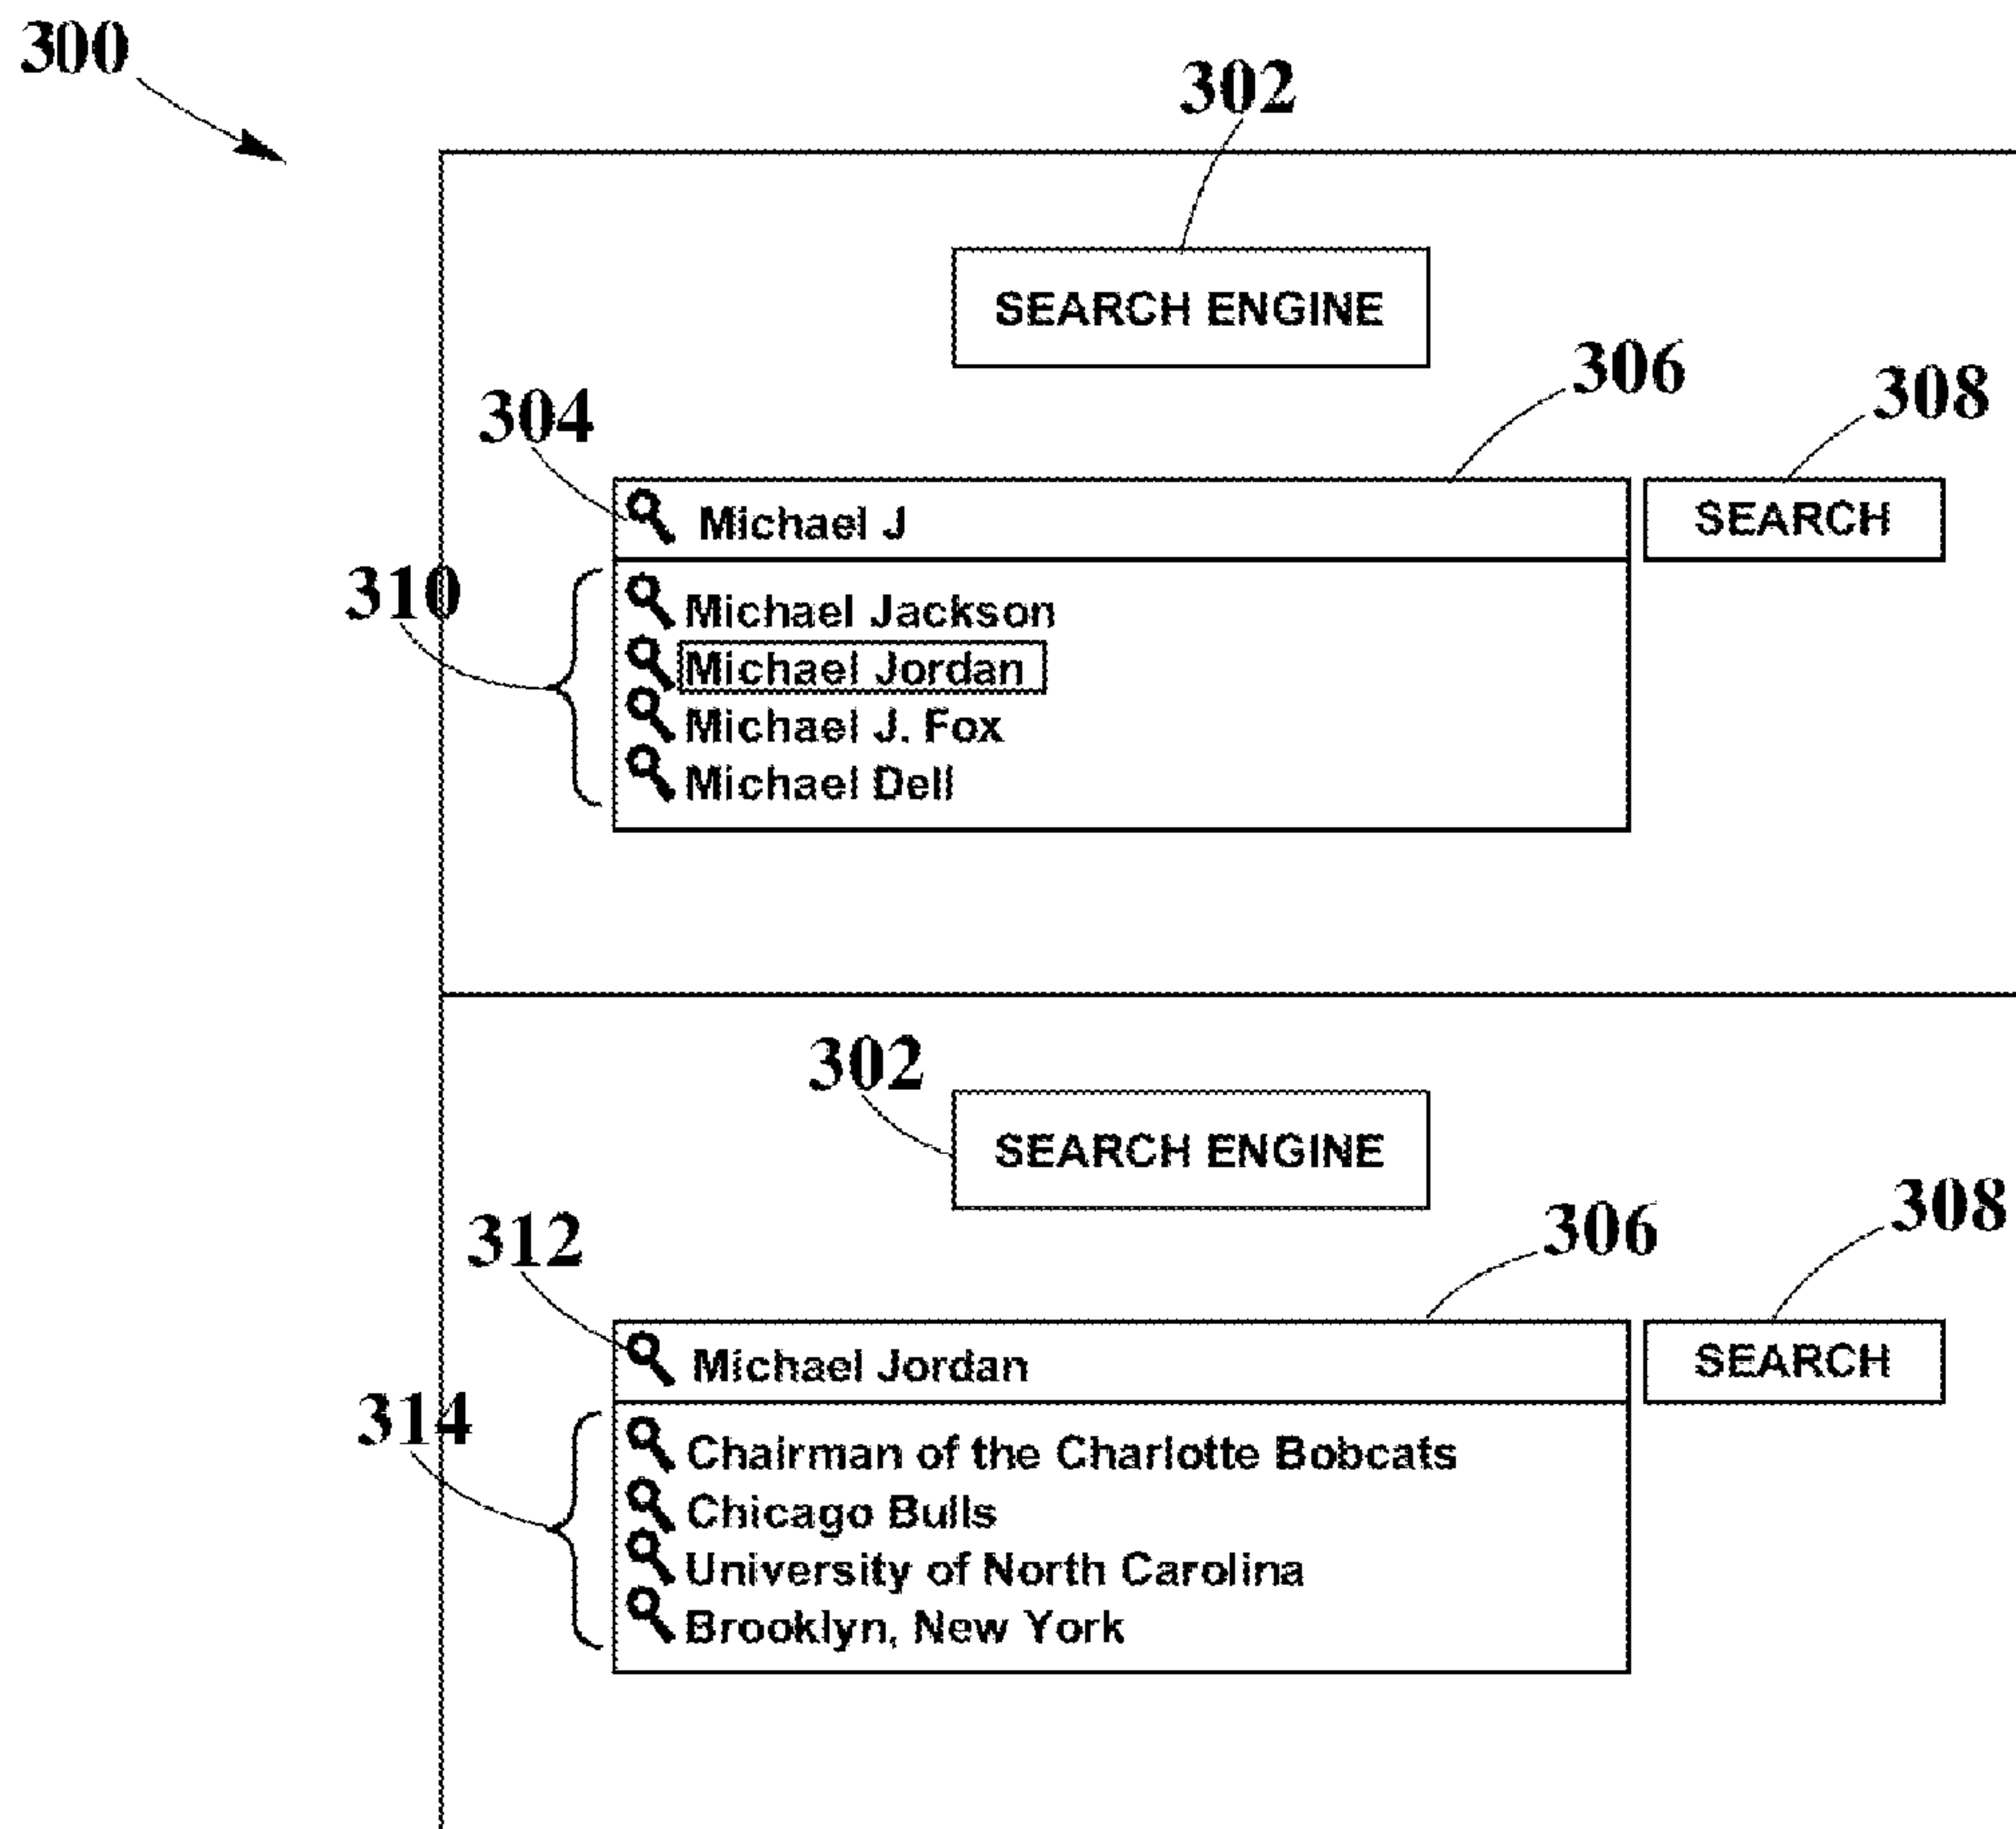 300
302
SEARCH ENGINE
306
308
304
Michael J
SEARCH
310
Michael Jackson
Michael Jordan
Michael J. Fox
Michael Dell
302
SEARCH ENGINE
306
308
312
Michael Jordan
SEARCH
314
Chairman of the Charlotte Bobcats
Chicago Bulls
University of North Carolina
Brooklyn, New York